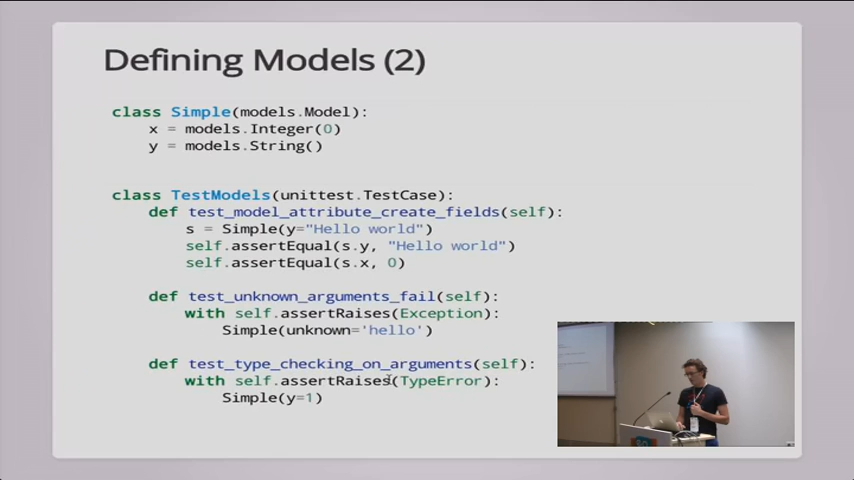 Defining Models (2)
class Simple(models.Model):
x = models.Integer(0)
y = models.String()
class TestModels(unittest.TestCase):
def test_model_attribute_create_fields(self):
s = Simple(y="Hello world")
self.assertEqual(s.y, "Hello world")
self.assertEqual(s.x, 0)
def test_unknown_arguments_fail(self):
with self.assertRaises(Exception):
Simple(unknown='hello')
def test_type_checking_on_arguments(self):
with self.assertRaises(TypeError):
Simple(y=1)